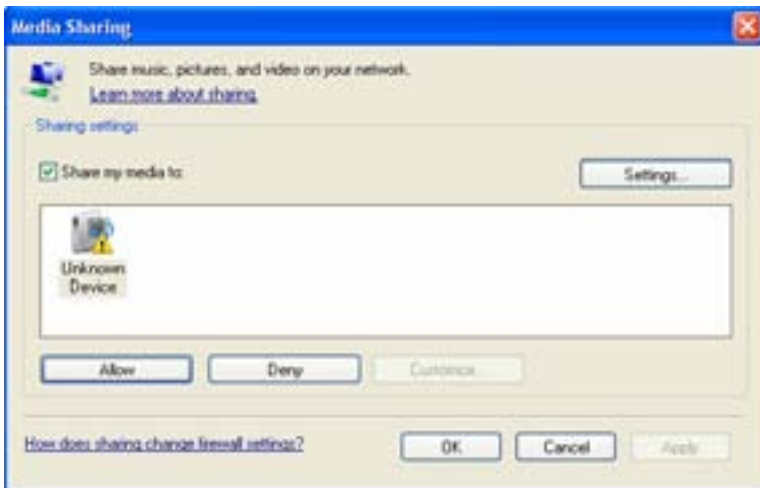 Media Sharing
Share music, pictures, and video on your network.
Learn more about sharing.
Sharing settings
Share my media to:
Settings...
Unknown
Device
Allow
Deny
Customize...
How does sharing change firewall settings?
OK
Cancel
Apply